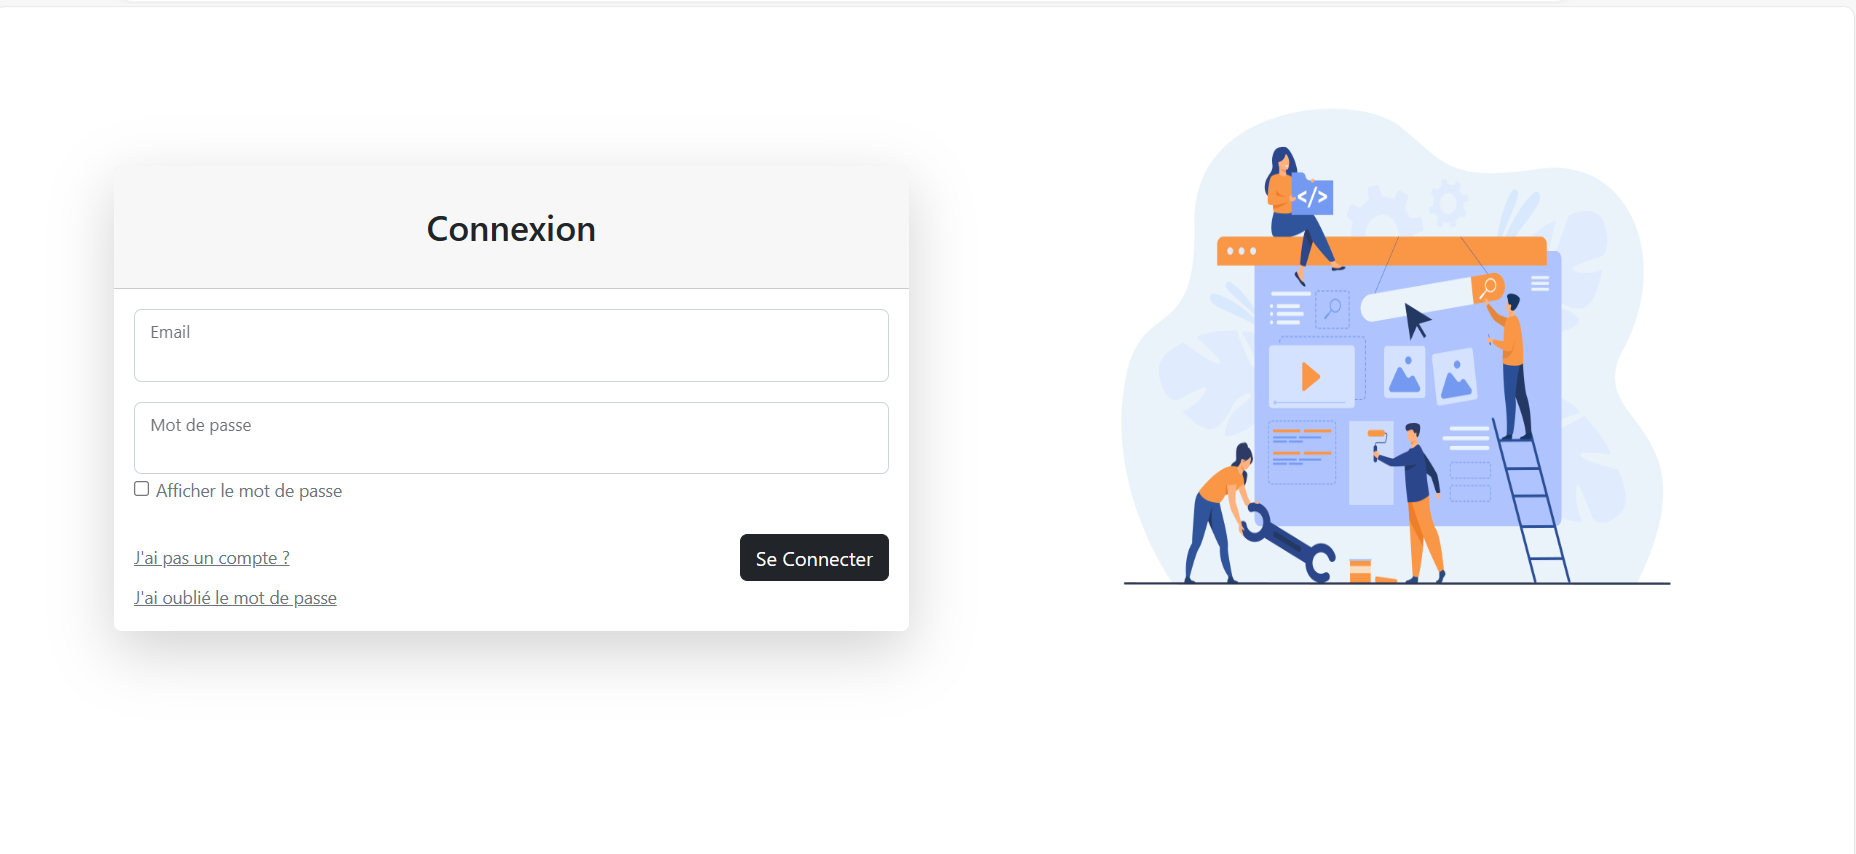 Connexion
Email
Mot de passe
Afficher le mot de passe
J'ai pas un compte ?
Se Connecter
J'ai oublié le mot de passe
</>